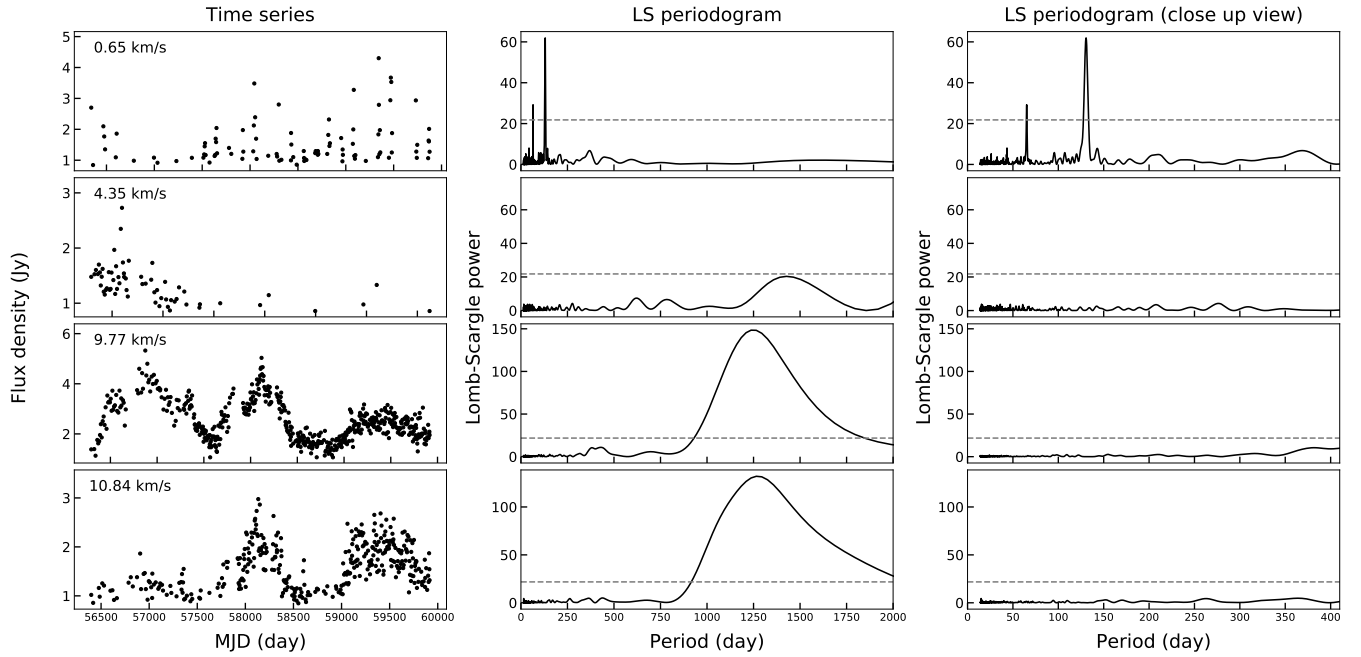 Time series
LS periodogram
LS periodogram (close up view)
0.65 km/s
5
4
3
2
1
60
40
20
0
60
40
20
0
4.35 km/s
3
2
1
60
40
20
0
60
40
20
0
9.77 km/s
6
4
2
150
100
50
0
150
100
50
0
10.84 km/s
3
2
1
100
50
0
100
50
0
56500 57000 57500 58000 58500 59000 59500 60000
0 250 500 750 1000 1250 1500 1750 2000
0 50 100 150 200 250 300 350 400
MJD (day)
Period (day)
Period (day)
Flux density (Jy)
Lomb-Scargle power
Lomb-Scargle power